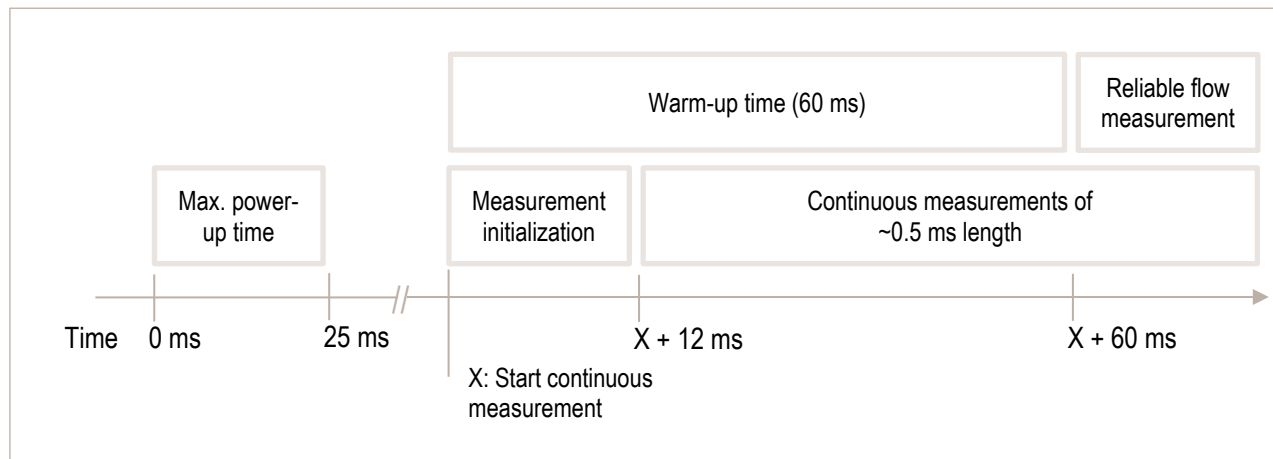 Warm-up time (60 ms)
Reliable flow
measurement
Max. power-
up time
Measurement
initialization
Continuous measurements of
~0.5 ms length
Time
0 ms
25 ms
X + 12 ms
X + 60 ms
X: Start continuous
measurement